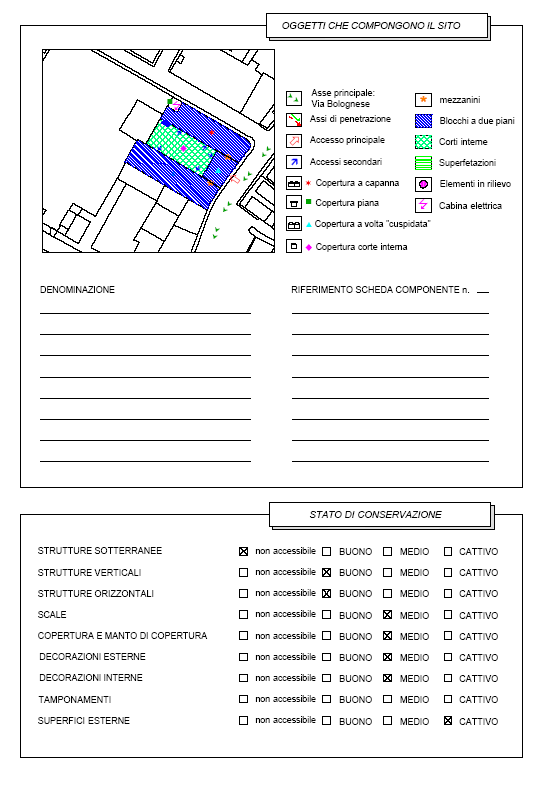 OGGETTI CHE COMPONGONO IL SITO
Asse principale:
Via Bolognese
Assi di penetrazione
Accesso principale
Accessi secondari
Copertura a capanna
Copertura piana
Copertura a volta "cuspidata"
Copertura corte interna
mezzanini
Blocchi a due piani
Corti interne
Superfetazioni
Elementi in rilievo
Cabina elettrica
DENOMINAZIONE
RIFERIMENTO SCHEDA COMPONENTE n. __
STATO DI CONSERVAZIONE
STRUTTURE SOTTERRANEE non accessibile BUONO MEDIO CATTIVO
STRUTTURE VERTICALI non accessibile BUONO MEDIO CATTIVO
STRUTTURE ORIZZONTALI non accessibile BUONO MEDIO CATTIVO
SCALE non accessibile BUONO MEDIO CATTIVO
COPERTURA E MANTO DI COPERTURA non accessibile BUONO MEDIO CATTIVO
DECORAZIONI ESTERNE non accessibile BUONO MEDIO CATTIVO
DECORAZIONI INTERNE non accessibile BUONO MEDIO CATTIVO
TAMPONAMENTI non accessibile BUONO MEDIO CATTIVO
SUPERFICI ESTERNE non accessibile BUONO MEDIO CATTIVO